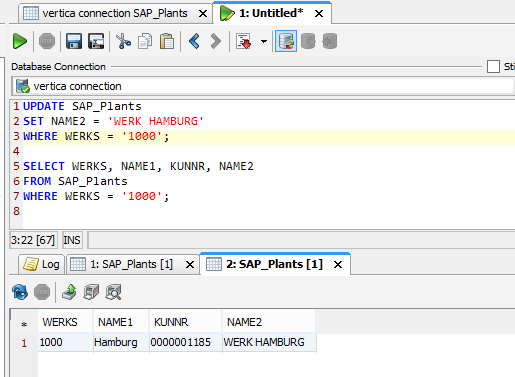 vertica connection SAP_Plants
1: Untitled*
Database Connection
Sti
vertica connection
1 UPDATE SAP_Plants
2 SET NAME2 = 'WERK HAMBURG'
3 WHERE WERKS = '1000';
4
5 SELECT WERKS, NAME1, KUNNR, NAME2
6 FROM SAP_Plants
7 WHERE WERKS = '1000';
8
3:22 [67] INS
Log 1: SAP_Plants [1] 2: SAP_Plants [1]
* WERKS NAME1 KUNNR NAME2
1 1000 Hamburg 0000001185 WERK HAMBURG